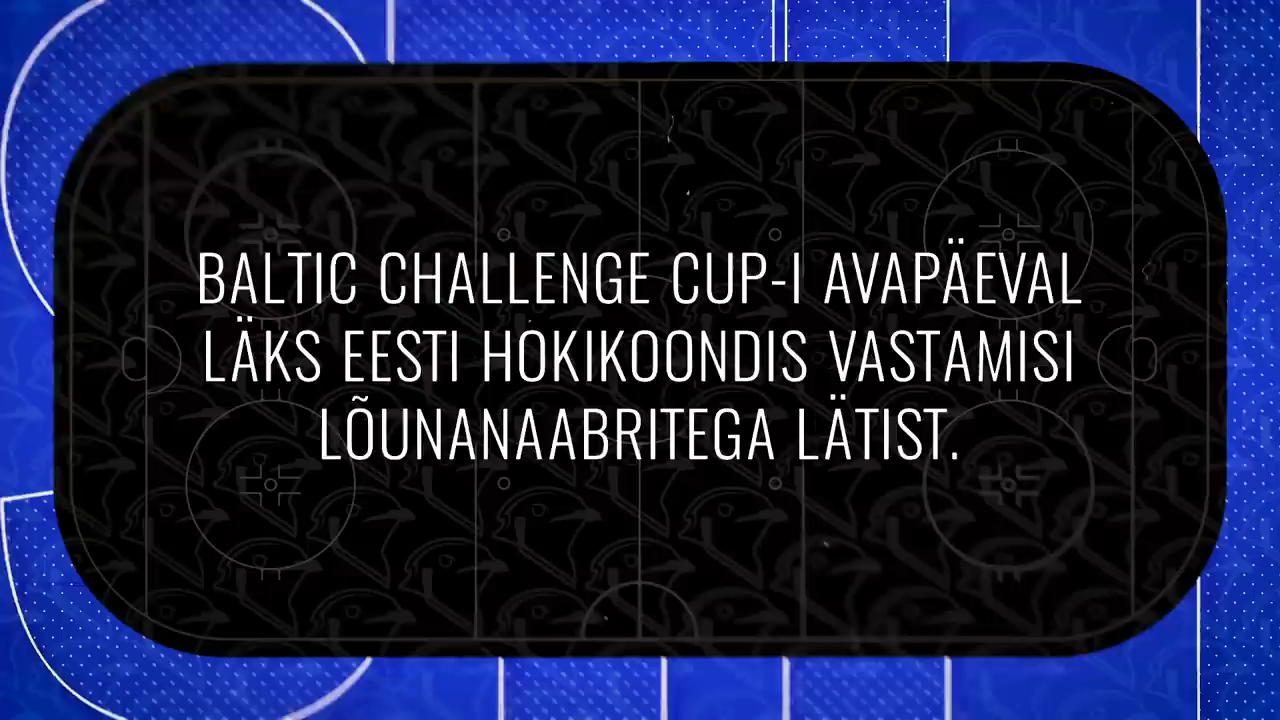 BALTIC CHALLENGE CUP-I AVAPÄEVAL
LÄKS EESTI HOKIKOONDIS VASTAMISI
LÕUNANAABRITEGA LÄTIST.